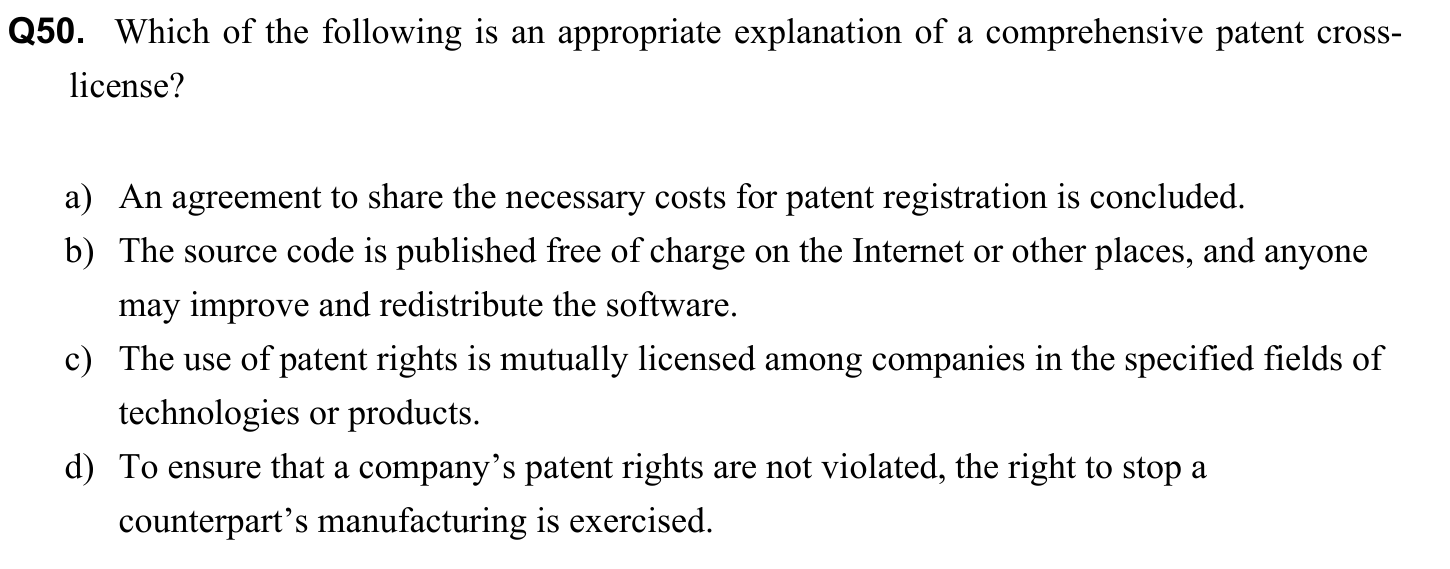 Q50. Which of the following is an appropriate explanation of a comprehensive patent cross-
license?
a) An agreement to share the necessary costs for patent registration is concluded.
b) The source code is published free of charge on the Internet or other places, and anyone
may improve and redistribute the software.
c) The use of patent rights is mutually licensed among companies in the specified fields of
technologies or products.
d) To ensure that a company’s patent rights are not violated, the right to stop a
counterpart’s manufacturing is exercised.